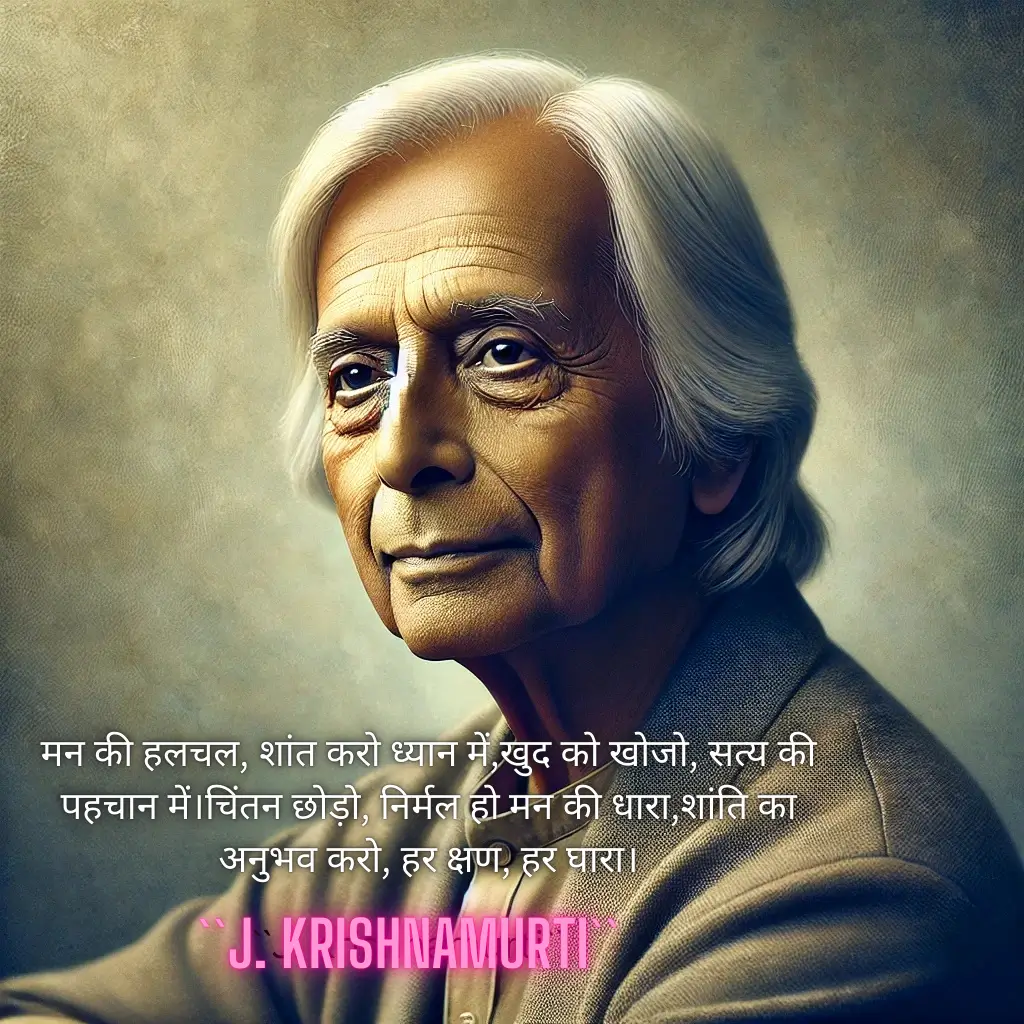 मन की हलचल, शांत करो ध्यान में,खुद को खोजो, सत्य की
पहचान में।चिंतन छोड़ो, निर्मल हो मन की धारा,शांति का
अनुभव करो, हर क्षण, हर घारा।
``J. KRISHNAMURTI``